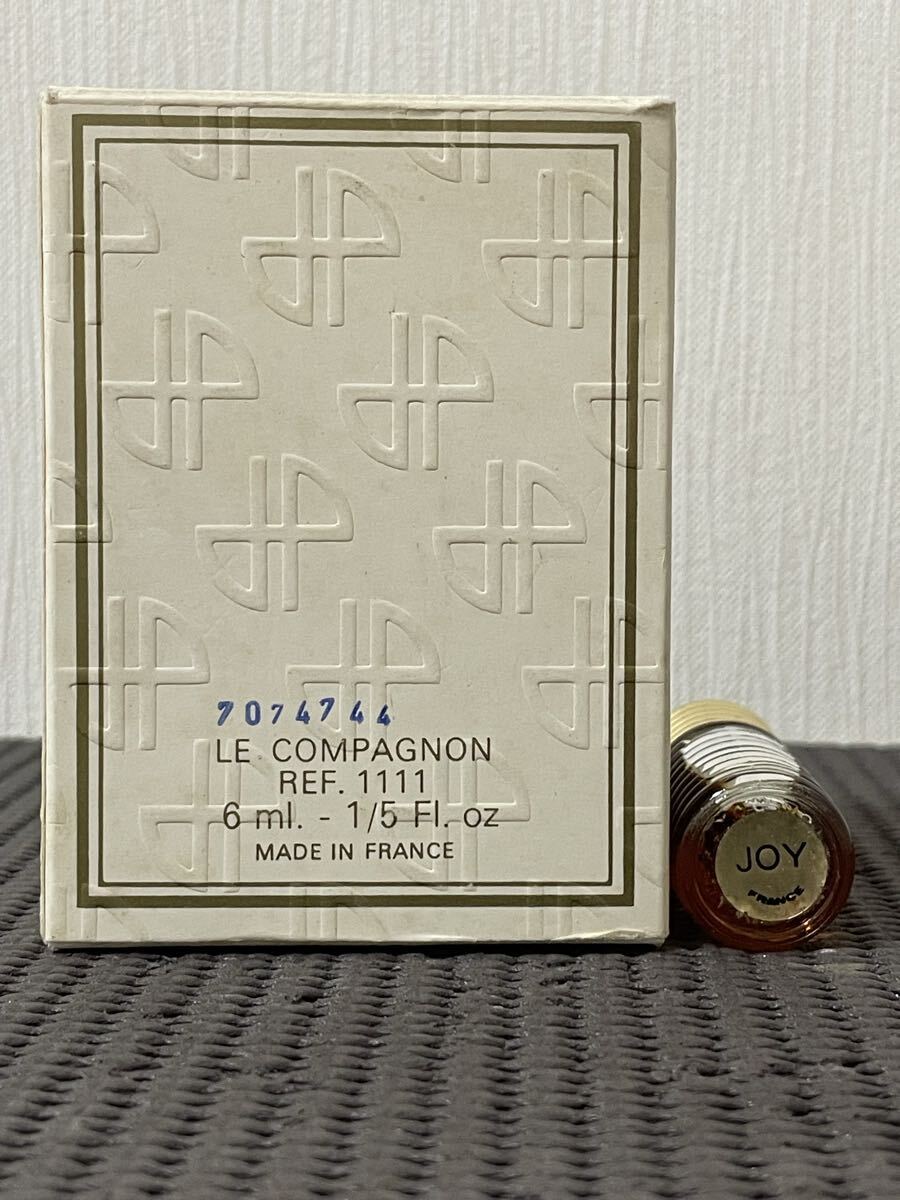 7074744
LE COMPAGNON
REF. 1111
6 ml. - 1/5 Fl. oz
MADE IN FRANCE
JOY
FRANCE